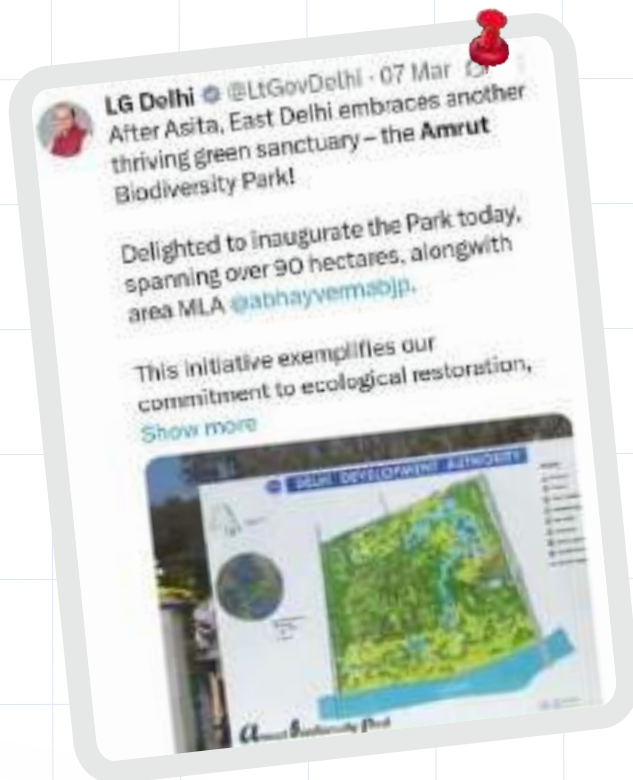 LG Delhi @LtGovDelhi · 07 Mar
After Asita, East Delhi embraces another
thriving green sanctuary – the Amrut
Biodiversity Park!
Delighted to inaugurate the Park today,
spanning over 90 hectares, alongwith
area MLA @abhayvermabjp.
This initiative exemplifies our
commitment to ecological restoration,
Show more
DELHI DEVELOPMENT AUTHORITY
Amrut Biodiversity Park